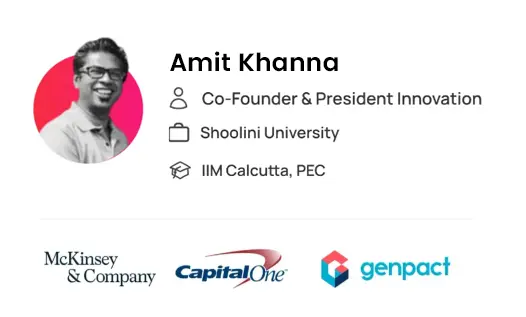 Amit Khanna
Co-Founder & President Innovation
Shoolini University
IIM Calcutta, PEC
McKinsey
& Company
Capital One
genpact